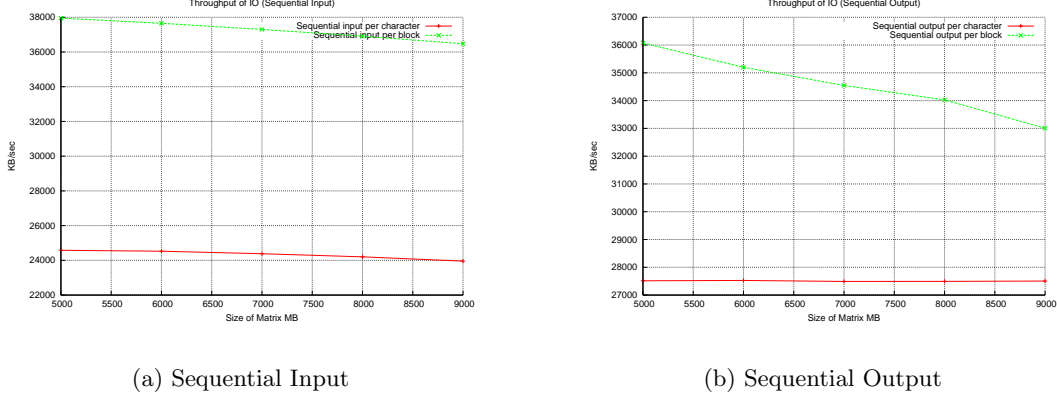 Throughput of IO (Sequential Input)
38000
36000
34000
32000
30000
28000
26000
24000
22000
KB/sec
Sequential input per character
Sequential input per block
5000 5500 6000 6500 7000 7500 8000 8500 9000
Size of Matrix MB
(a) Sequential Input
Throughput of IO (Sequential Output)
37000
36000
35000
34000
33000
32000
31000
30000
29000
28000
27000
KB/sec
Sequential output per character
Sequential output per block
5000 5500 6000 6500 7000 7500 8000 8500 9000
Size of Matrix MB
(b) Sequential Output